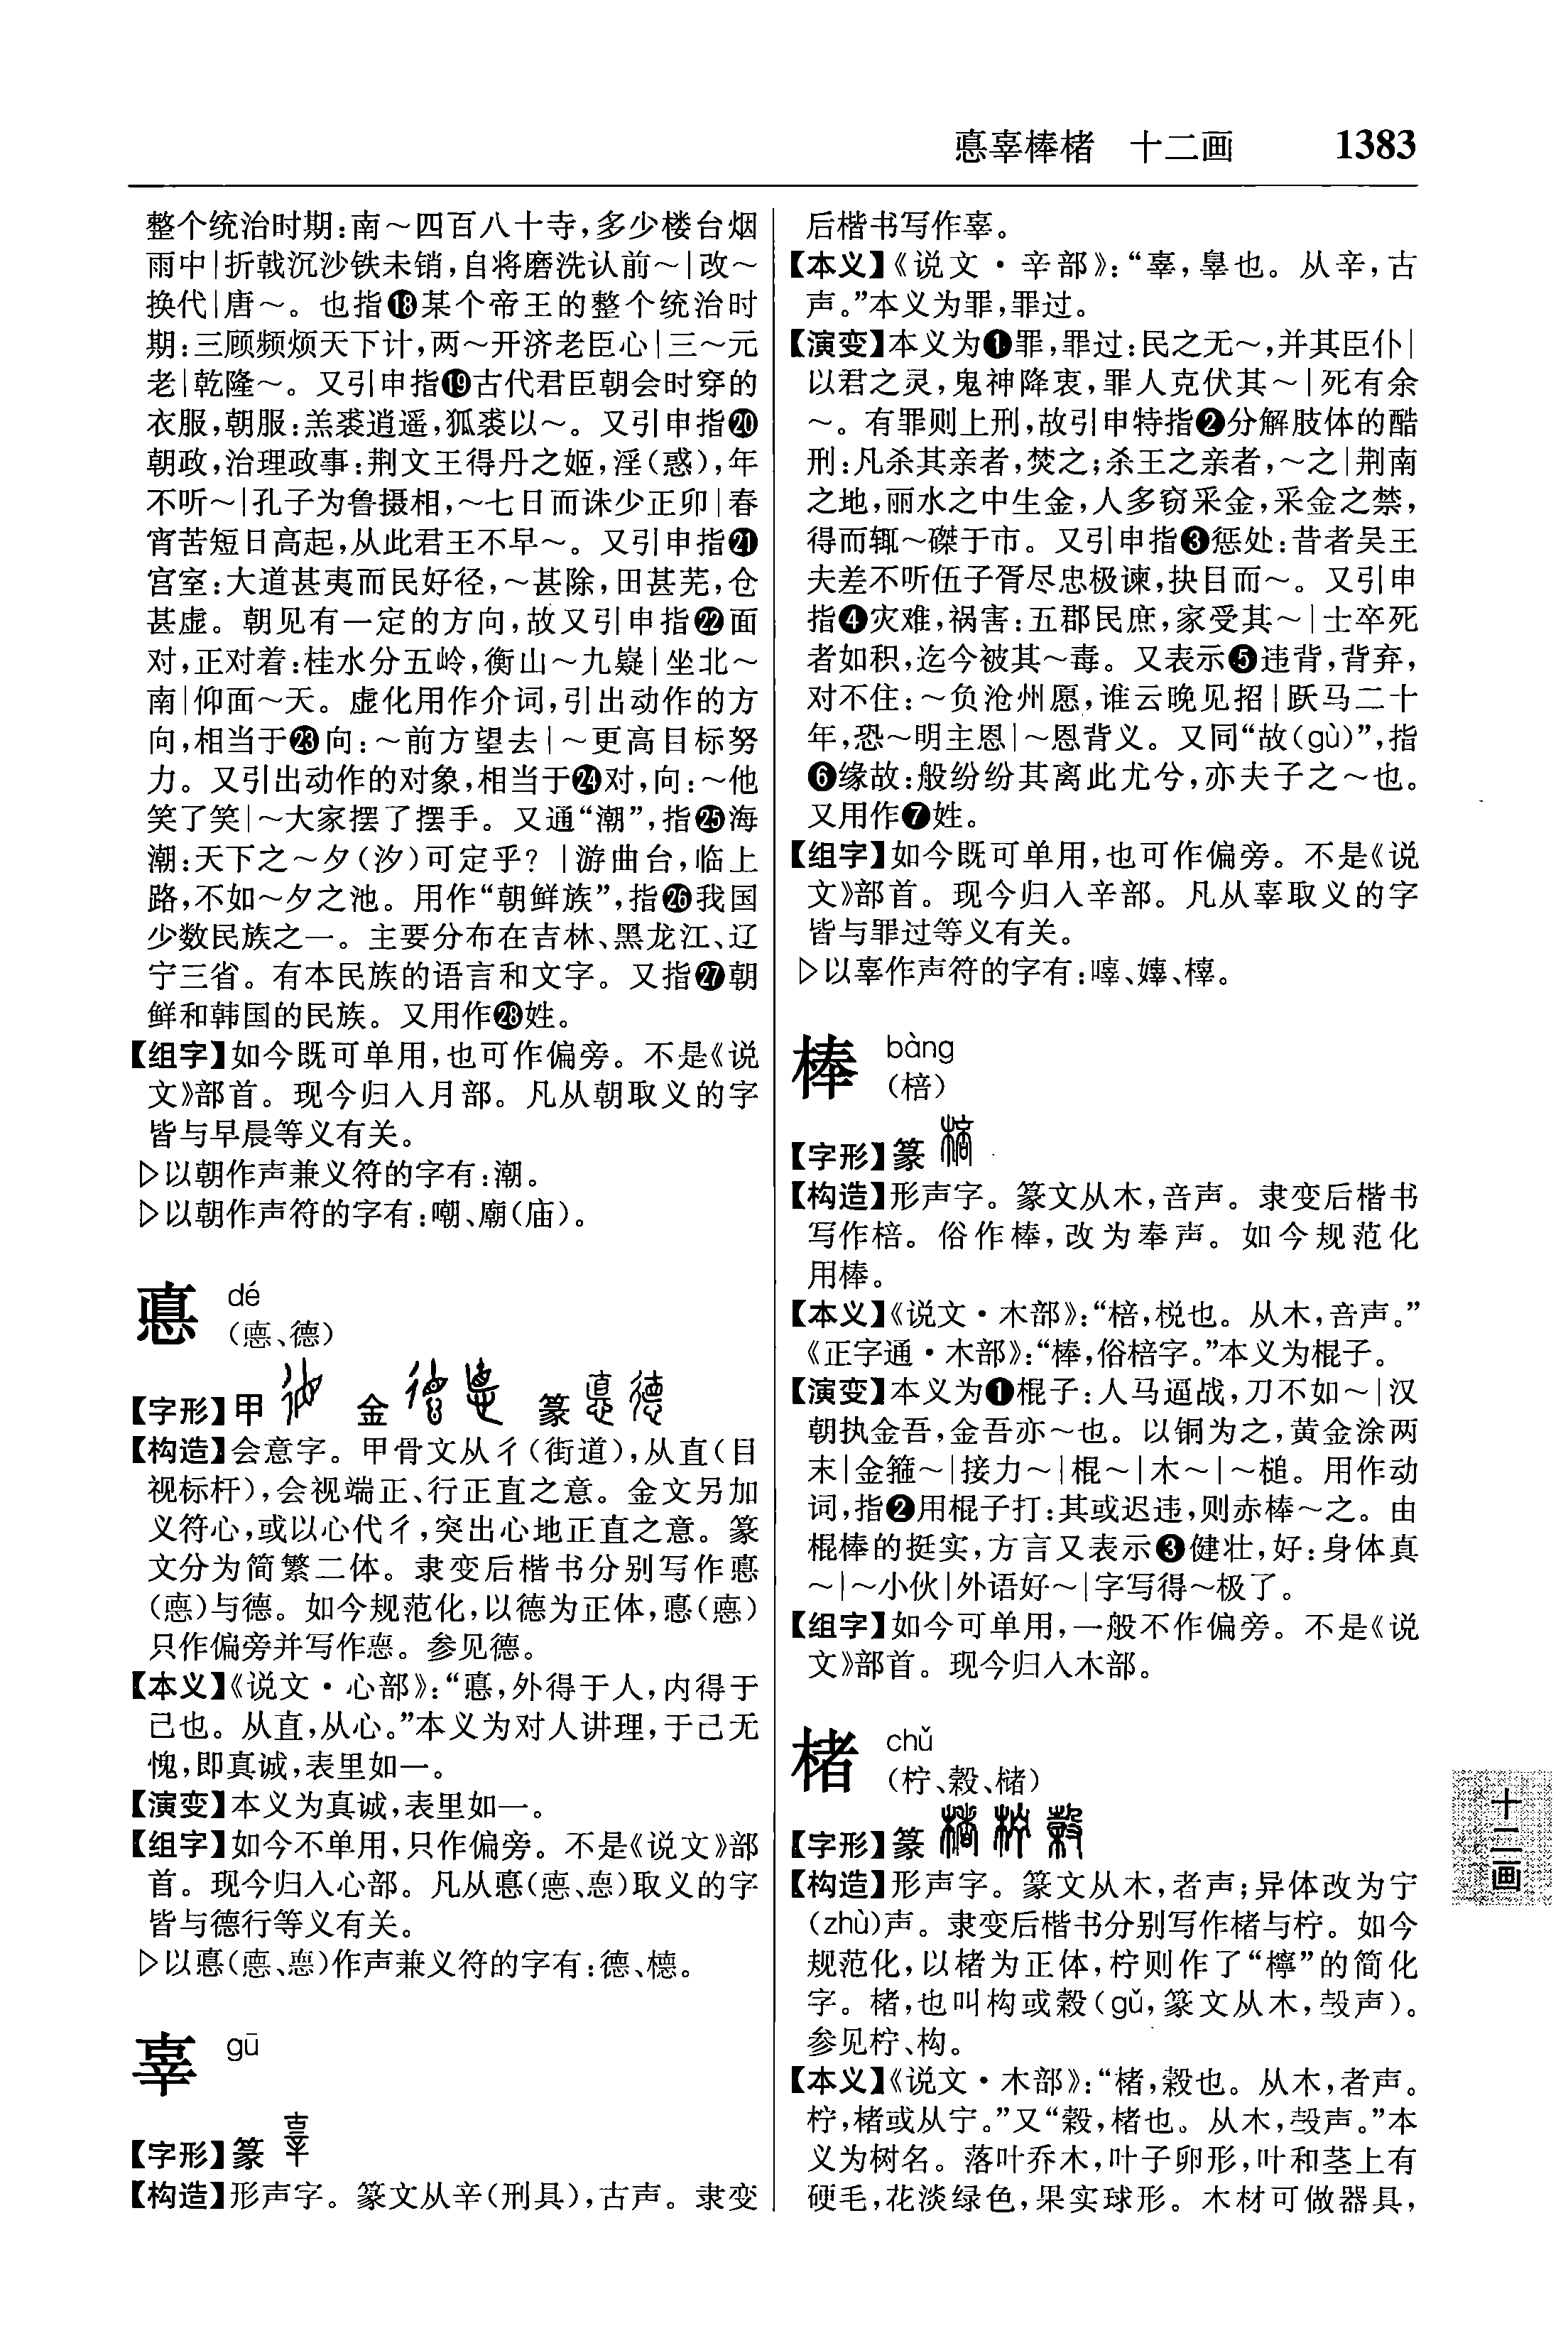 悳辜棒楮　十二画　1383
整个统治时期:南～四百八十寺,多少楼台烟
雨中|折戟沉沙铁未销,自将磨洗认前～|改～
换代|唐～。也指⓲某个帝王的整个统治时
期:三顾频烦天下计,两～开济老臣心|三～元
老|乾隆～。又引申指⓳古代君臣朝会时穿的
衣服,朝服:羔裘逍遥,狐裘以～。又引申指⓴
朝政,治理政事:荆文王得丹之姬,淫(惑),年
不听～|孔子为鲁摄相,～七日而诛少正卯|春
宵苦短日高起,从此君王不早～。又引申指㉑
宫室:大道甚夷而民好径,～甚除,田甚芜,仓
甚虚。朝见有一定的方向,故又引申指㉒面
对,正对着:桂水分五岭,衡山～九嶷|坐北～
南|仰面～天。虚化用作介词,引出动作的方
向,相当于㉓向:～前方望去|～更高目标努
力。又引出动作的对象,相当于㉔对,向:～他
笑了笑|～大家摆了摆手。又通“潮”,指㉕海
潮:天下之～夕(汐)可定乎?|游曲台,临上
路,不如～夕之池。用作“朝鲜族”,指㉖我国
少数民族之一。主要分布在吉林、黑龙江、辽
宁三省。有本民族的语言和文字。又指㉗朝
鲜和韩国的民族。又用作㉘姓。
【组字】如今既可单用,也可作偏旁。不是《说
文》部首。现今归入月部。凡从朝取义的字
皆与早晨等义有关。
▷以朝作声兼义符的字有:潮。
▷以朝作声符的字有:嘲、廟(庙)。
悳 dé
(惪、德)
【字形】甲 金 篆
【构造】会意字。甲骨文从彳(街道),从直(目
视标杆),会视端正、行正直之意。金文另加
义符心,或以心代彳,突出心地正直之意。篆
文分为简繁二体。隶变后楷书分别写作悳
(惪)与德。如今规范化,以德为正体,悳(惪)
只作偏旁并写作㥁。参见德。
【本义】《说文·心部》:“悳,外得于人,内得于
己也。从直,从心。”本义为对人讲理,于己无
愧,即真诚,表里如一。
【演变】本义为真诚,表里如一。
【组字】如今不单用,只作偏旁。不是《说文》部
首。现今归入心部。凡从悳(惪、㥁)取义的字
皆与德行等义有关。
▷以悳(惪、㥁)作声兼义符的字有:德、㯖。
辜 gū
【字形】篆
【构造】形声字。篆文从辛(刑具),古声。隶变
后楷书写作辜。
【本义】《说文·辛部》:“辜,辠也。从辛,古
声。”本义为罪,罪过。
【演变】本义为❶罪,罪过:民之无～,并其臣仆|
以君之灵,鬼神降衷,罪人克伏其～|死有余
～。有罪则上刑,故引申特指❷分解肢体的酷
刑:凡杀其亲者,焚之;杀王之亲者,～之|荆南
之地,丽水之中生金,人多窃采金,采金之禁,
得而辄～磔于市。又引申指❸惩处:昔者吴王
夫差不听伍子胥尽忠极谏,抉目而～。又引申
指❹灾难,祸害:五郡民庶,家受其～|士卒死
者如积,迄今被其～毒。又表示❺违背,背弃,
对不住:～负沧州愿,谁云晚见招|跃马二十
年,恐～明主恩|～恩背义。又同“故(gù)”,指
❻缘故:般纷纷其离此尤兮,亦夫子之～也。
又用作❼姓。
【组字】如今既可单用,也可作偏旁。不是《说
文》部首。现今归入辛部。凡从辜取义的字
皆与罪过等义有关。
▷以辜作声符的字有:嘷、嫴、橭。
棒 bàng
(棓)
【字形】篆
【构造】形声字。篆文从木,咅声。隶变后楷书
写作棓。俗作棒,改为奉声。如今规范化
用棒。
【本义】《说文·木部》:“棓,棁也。从木,咅声。”
《正字通·木部》:“棒,俗棓字。”本义为棍子。
【演变】本义为❶棍子:人马逼战,刀不如～|汉
朝执金吾,金吾亦～也。以铜为之,黄金涂两
末|金箍～|接力～|棍～|木～|～槌。用作动
词,指❷用棍子打:其或迟违,则赤棒～之。由
棍棒的挺实,方言又表示❸健壮,好:身体真
～|～小伙|外语好～|字写得～极了。
【组字】如今可单用,一般不作偏旁。不是《说
文》部首。现今归入木部。
楮 chǔ
(柠、榖、櫧)
【字形】篆
【构造】形声字。篆文从木,者声;异体改为宁
(zhù)声。隶变后楷书分别写作楮与柠。如今
规范化,以楮为正体,柠则作了“檸”的简化
字。楮,也叫构或榖(gǔ,篆文从木,㱿声)。
参见柠、构。
【本义】《说文·木部》:“楮,榖也。从木,者声。
柠,楮或从宁。”又“榖,楮也。从木,㱿声。”本
义为树名。落叶乔木,叶子卵形,叶和茎上有
硬毛,花淡绿色,果实球形。木材可做器具,
十二画